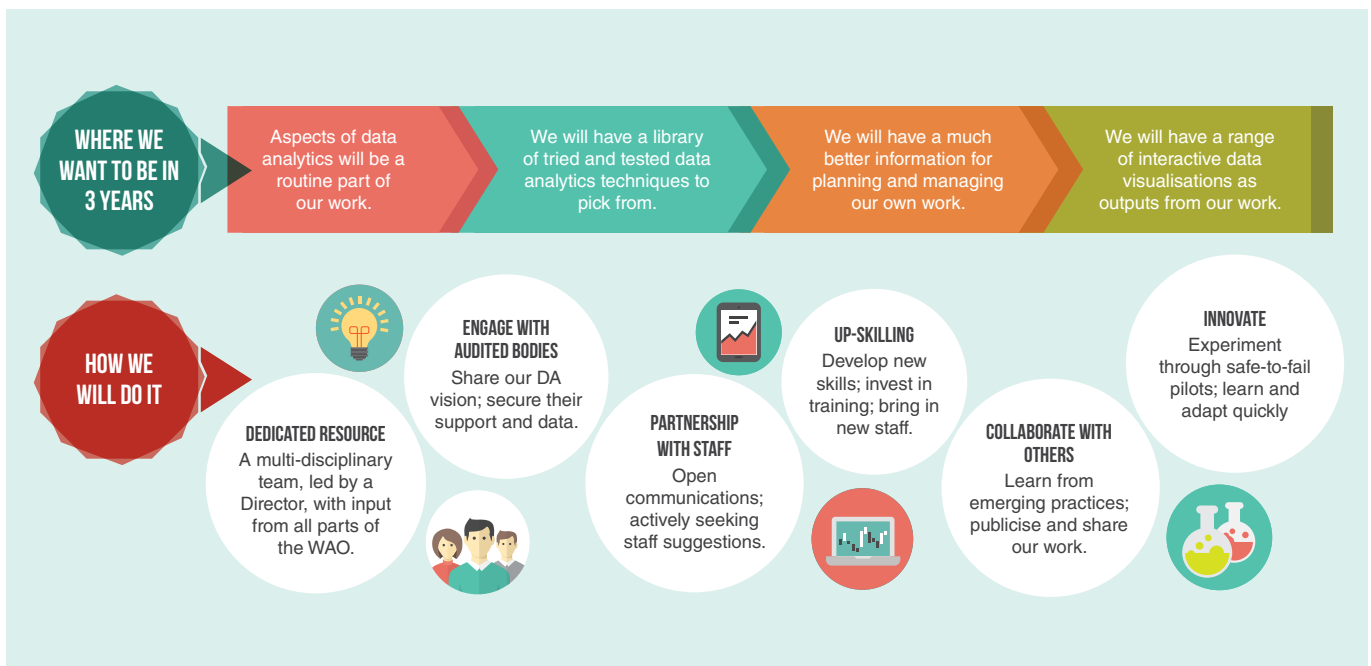 WHERE WE
WANT TO BE IN
3 YEARS
Aspects of data
analytics will be a
routine part of
our work.
We will have a library
of tried and tested data
analytics techniques to
pick from.
We will have a much
better information for
planning and managing
our own work.
We will have a range
of interactive data
visualisations as
outputs from our work.
HOW WE
WILL DO IT
DEDICATED RESOURCE
A multi-disciplinary
team, led by a
Director, with input
from all parts of
the WAO.
ENGAGE WITH
AUDITED BODIES
Share our DA
vision; secure their
support and data.
PARTNERSHIP
WITH STAFF
Open
communications;
actively seeking
staff suggestions.
UP-SKILLING
Develop new
skills; invest in
training; bring in
new staff.
COLLABORATE WITH
OTHERS
Learn from
emerging practices;
publicise and share
our work.
INNOVATE
Experiment
through safe-to-fail
pilots; learn and
adapt quickly